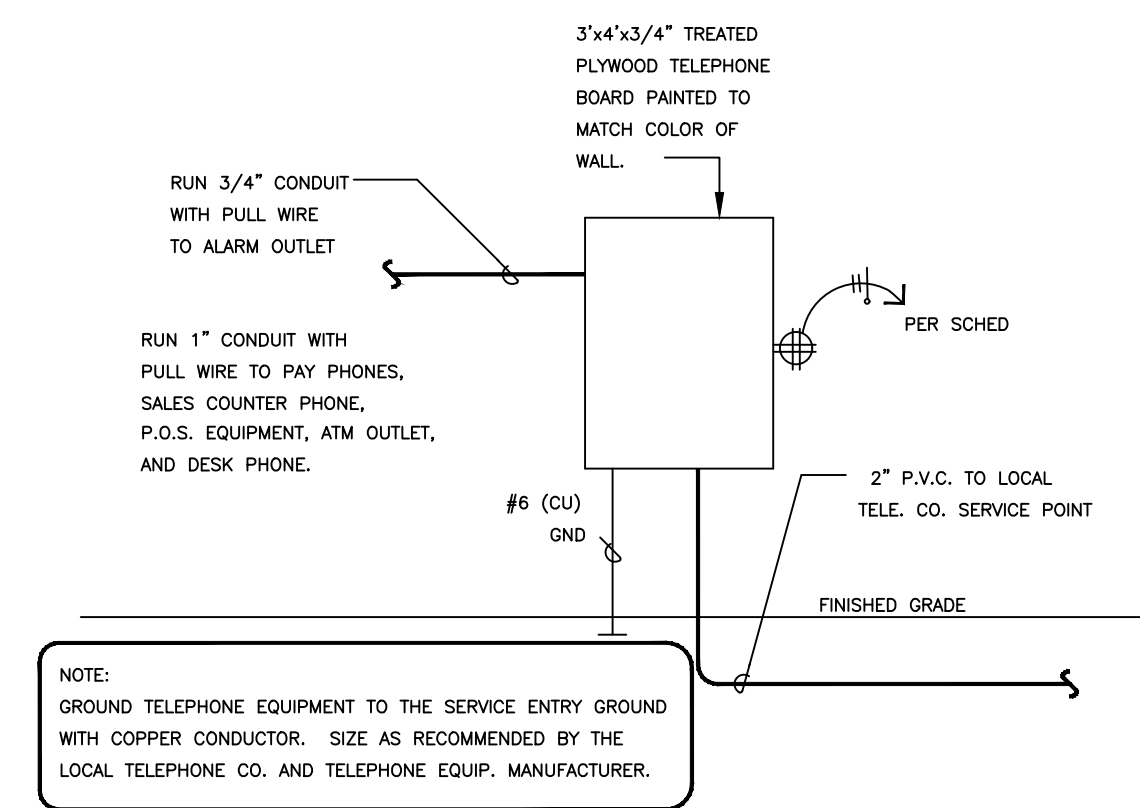 3'x4'x3/4" TREATED
PLYWOOD TELEPHONE
BOARD PAINTED TO
MATCH COLOR OF
WALL.
RUN 3/4" CONDUIT
WITH PULL WIRE
TO ALARM OUTLET
PER SCHED
RUN 1" CONDUIT WITH
PULL WIRE TO PAY PHONES,
SALES COUNTER PHONE,
P.O.S. EQUIPMENT, ATM OUTLET,
AND DESK PHONE.
2" P.V.C. TO LOCAL
TELE. CO. SERVICE POINT
#6 (CU)
GND
FINISHED GRADE
NOTE:
GROUND TELEPHONE EQUIPMENT TO THE SERVICE ENTRY GROUND
WITH COPPER CONDUCTOR. SIZE AS RECOMMENDED BY THE
LOCAL TELEPHONE CO. AND TELEPHONE EQUIP. MANUFACTURER.